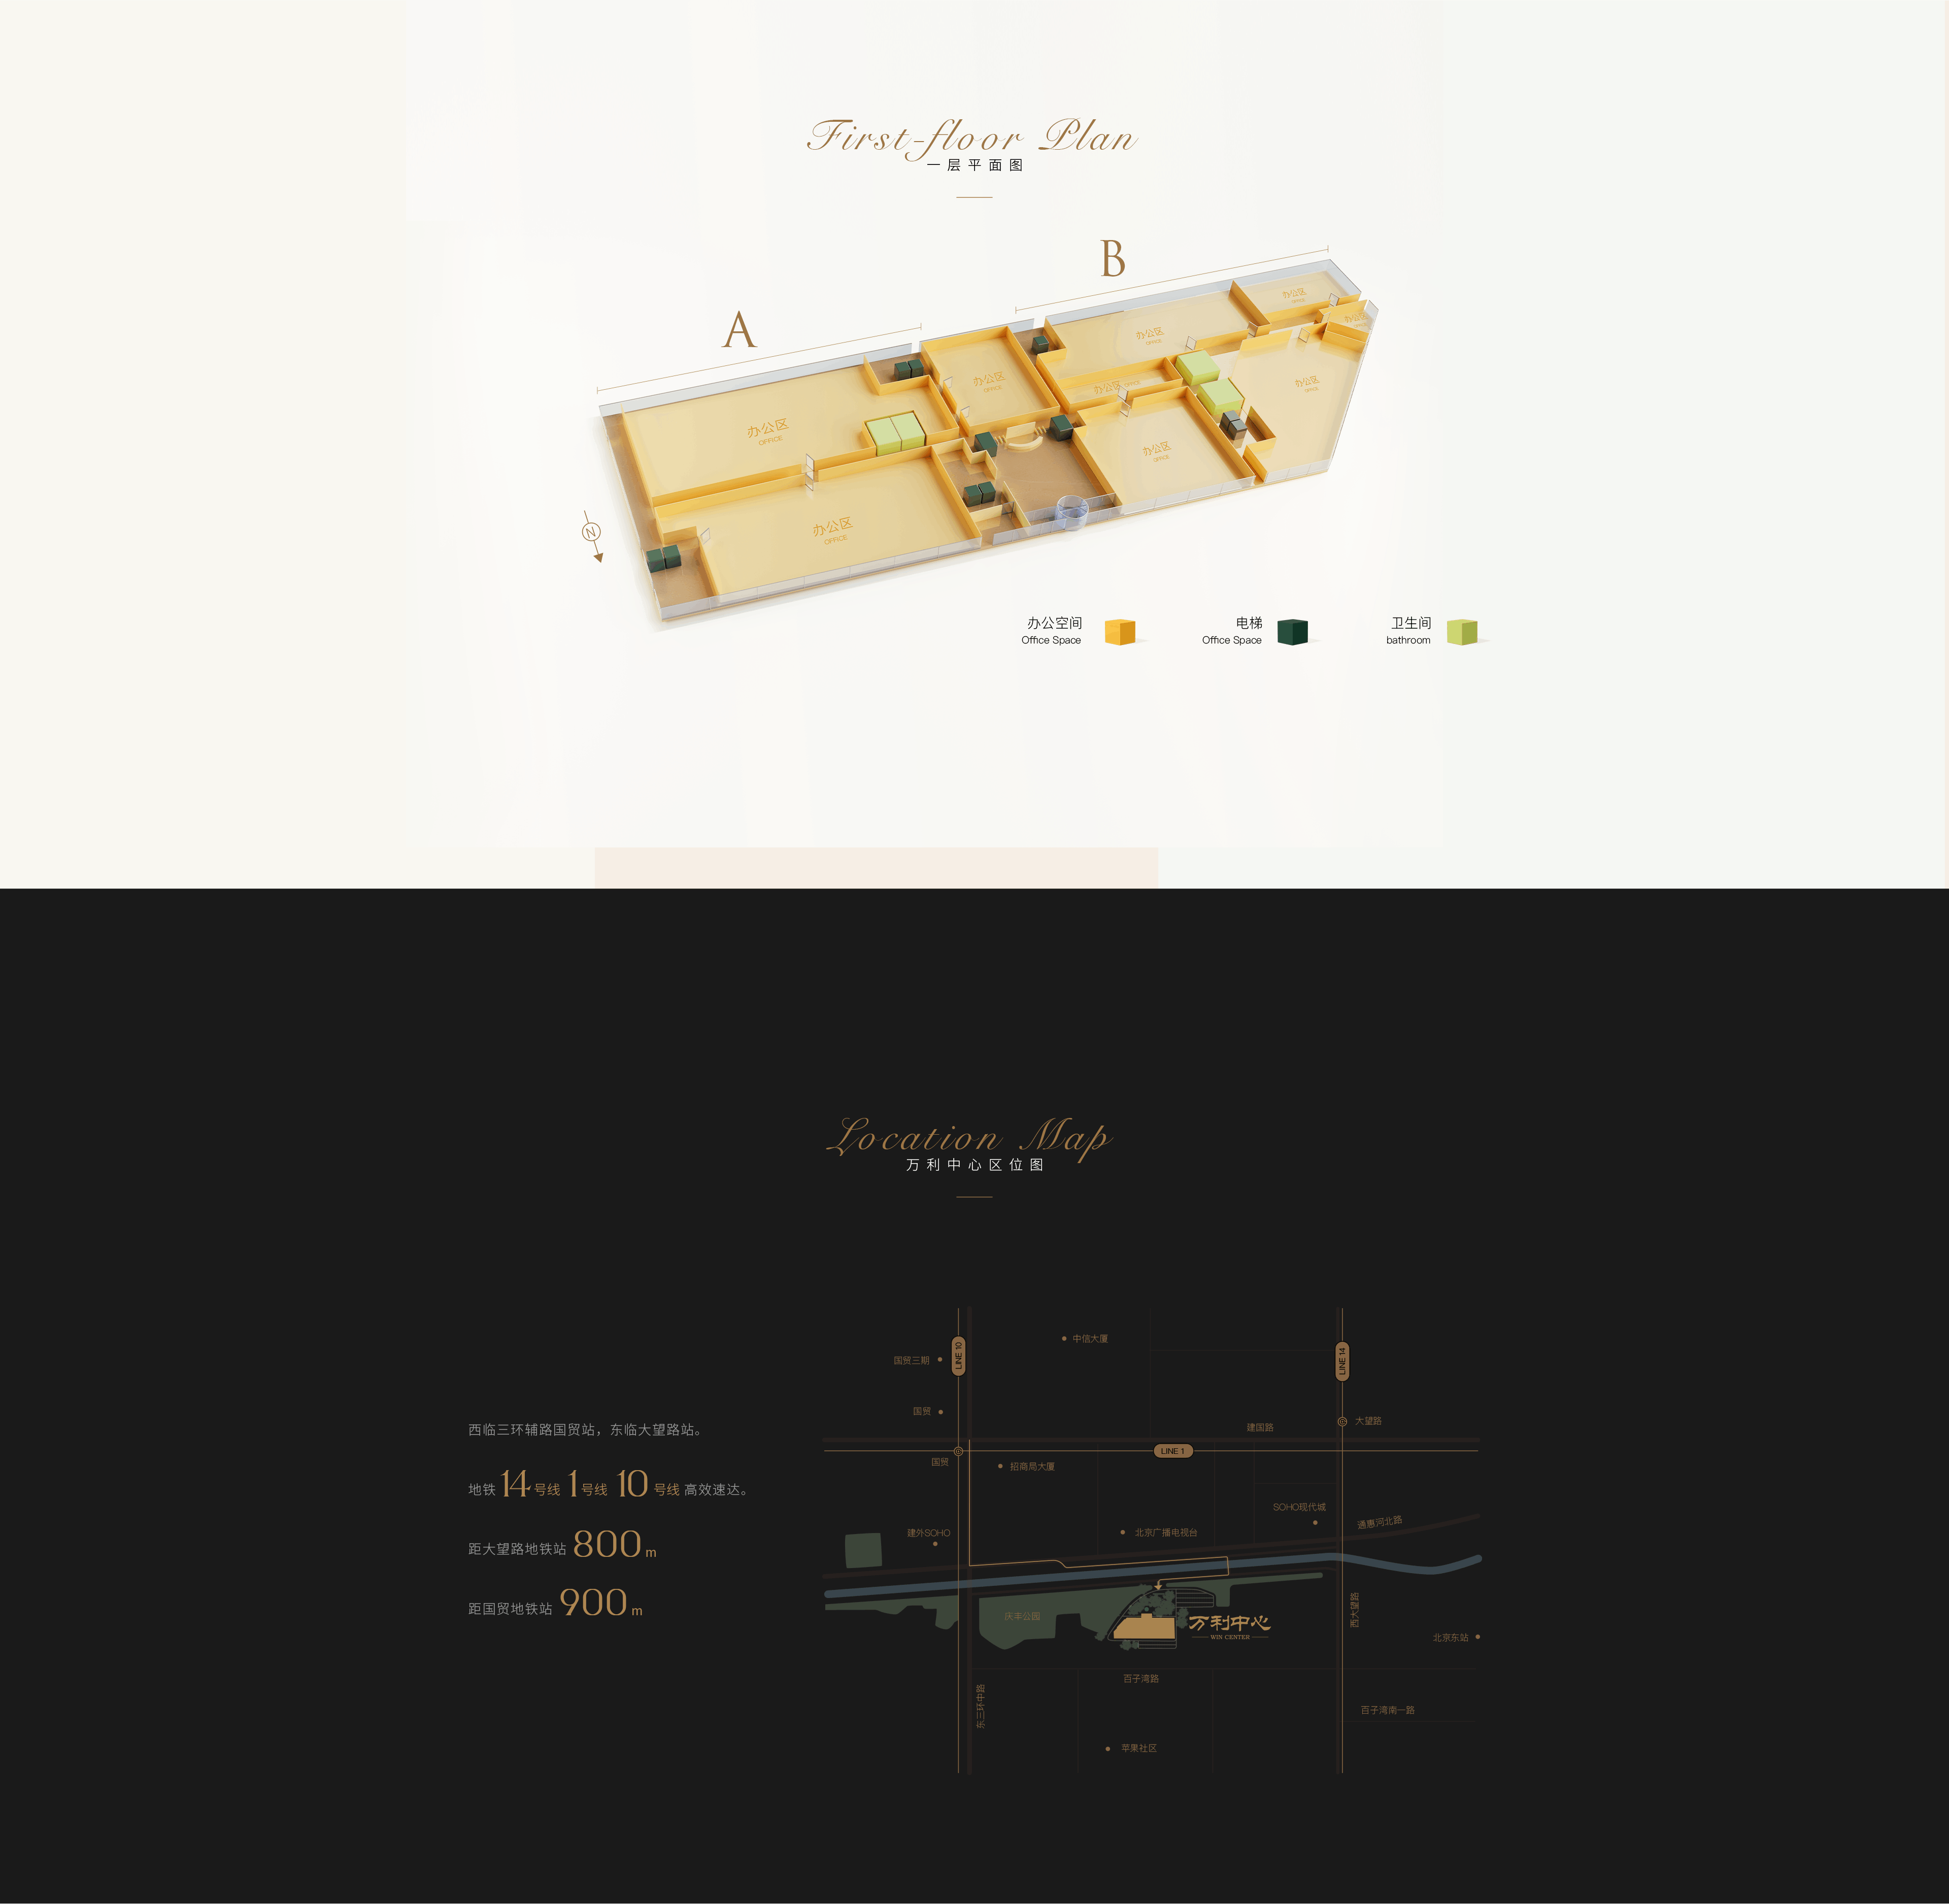 First-floor Plan
一层平面图
B
A
办公区
OFFICE
办公区
办公区
OFFICE
办公区
OFFICE
办公区
OFFICE
办公区 OFFICE
办公区
OFFICE
办公区
OFFICE
办公区
OFFICE
N
办公空间
Office Space
电梯
Office Space
卫生间
bathroom
Location Map
万利中心区位图
西临三环辅路国贸站，东临大望路站。
地铁 14 号线 1 号线 10 号线 高效速达。
距大望路地铁站 800 m
距国贸地铁站 900 m
中信大厦
LINE 10
LINE 14
国贸三期
国贸
大望路
建国路
LINE 1
国贸
招商局大厦
SOHO现代城
通惠河北路
建外SOHO
北京广播电视台
西大望路
庆丰公园
万利中心
WIN CENTER
北京东站
百子湾路
东三环中路
百子湾南一路
苹果社区